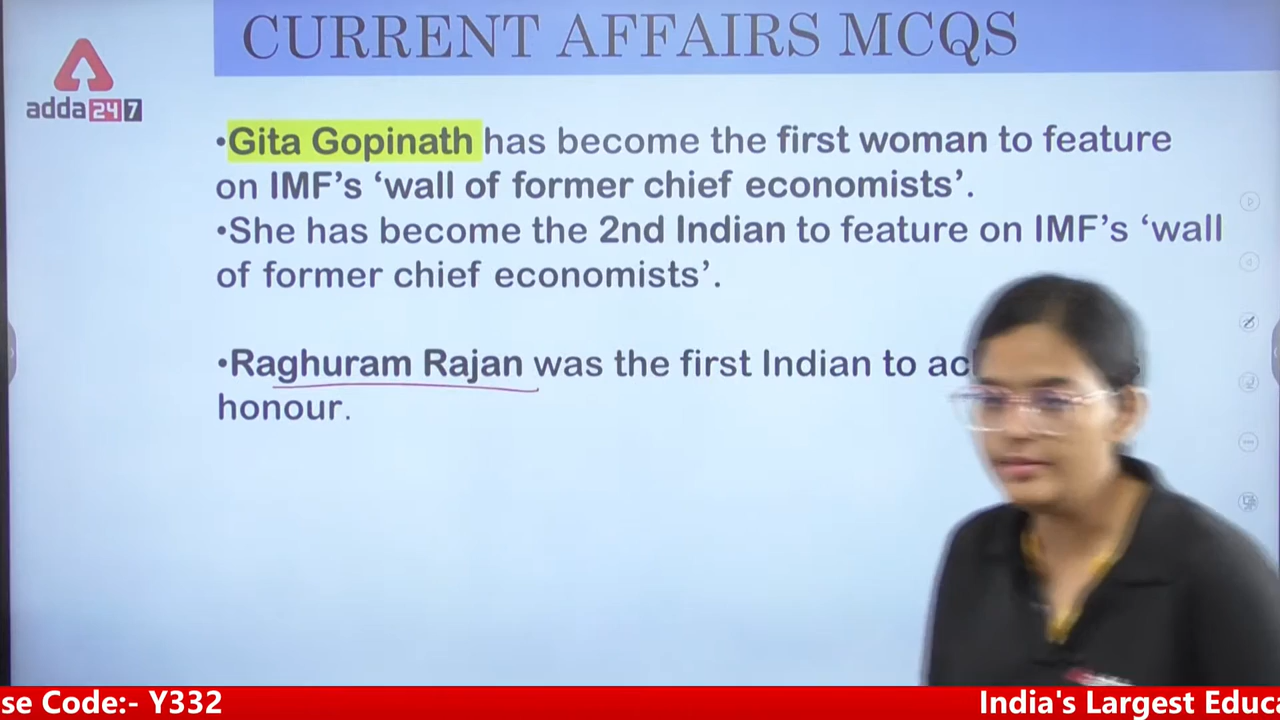 CURRENT AFFAIRS MCQS
adda247
•Gita Gopinath has become the first woman to feature
on IMF’s ‘wall of former chief economists’.
•She has become the 2nd Indian to feature on IMF’s ‘wall
of former chief economists’.
•Raghuram Rajan was the first Indian to
honour.
se Code:- Y332
India's Largest Educa